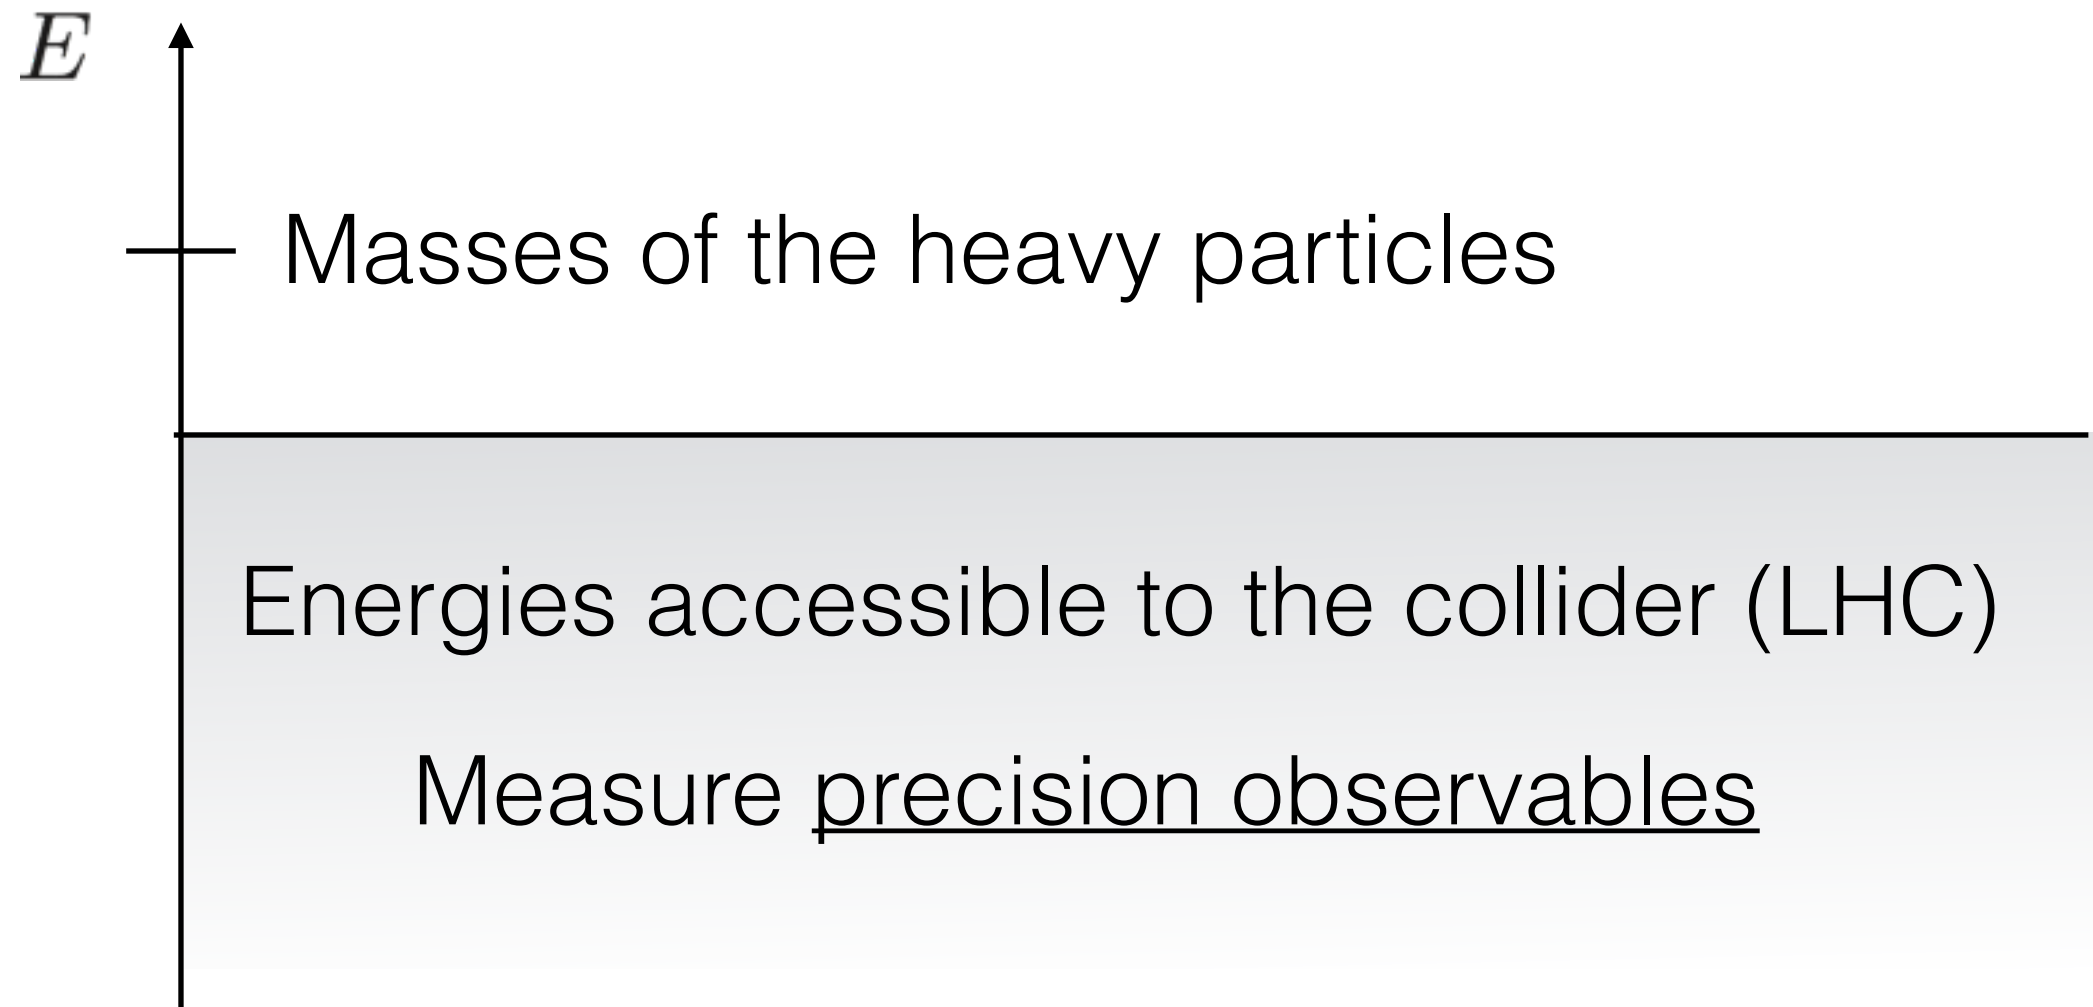 E
Masses of the heavy particles
Energies accessible to the collider (LHC)
Measure precision observables